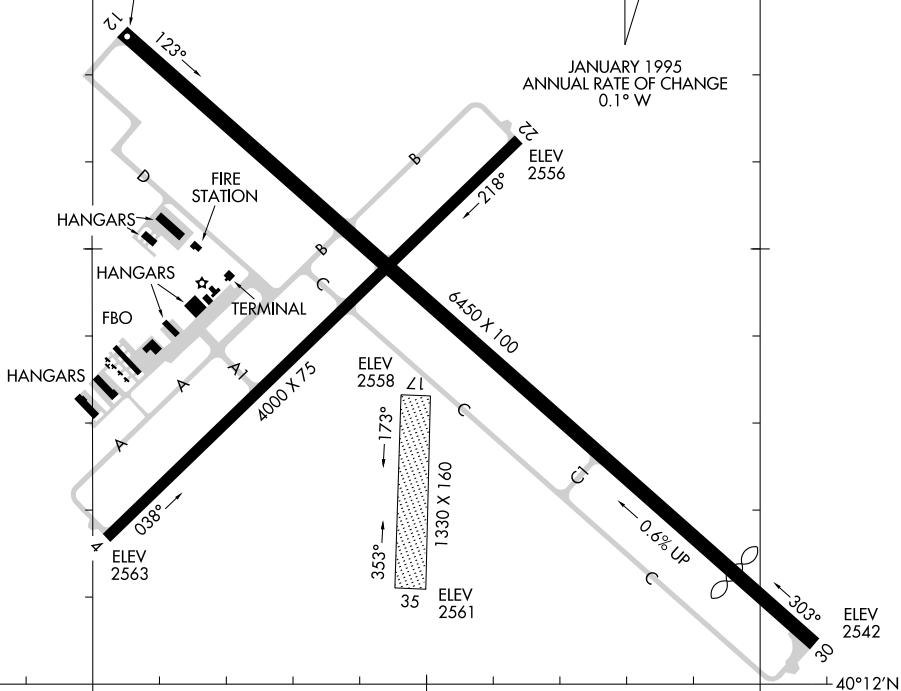 12
123°
JANUARY 1995
ANNUAL RATE OF CHANGE
0.1° W
22
ELEV
2556
218°
B
D
FIRE
STATION
HANGARS
B
HANGARS
C
TERMINAL
FBO
6450 X 100
HANGARS
A1
A
4000 X 75
ELEV
2558
17
173°
C
A
1330 X 160
C1
038°
4
ELEV
2563
353°
0.6% UP
C
35
ELEV
2561
303°
ELEV
2542
30
40°12'N